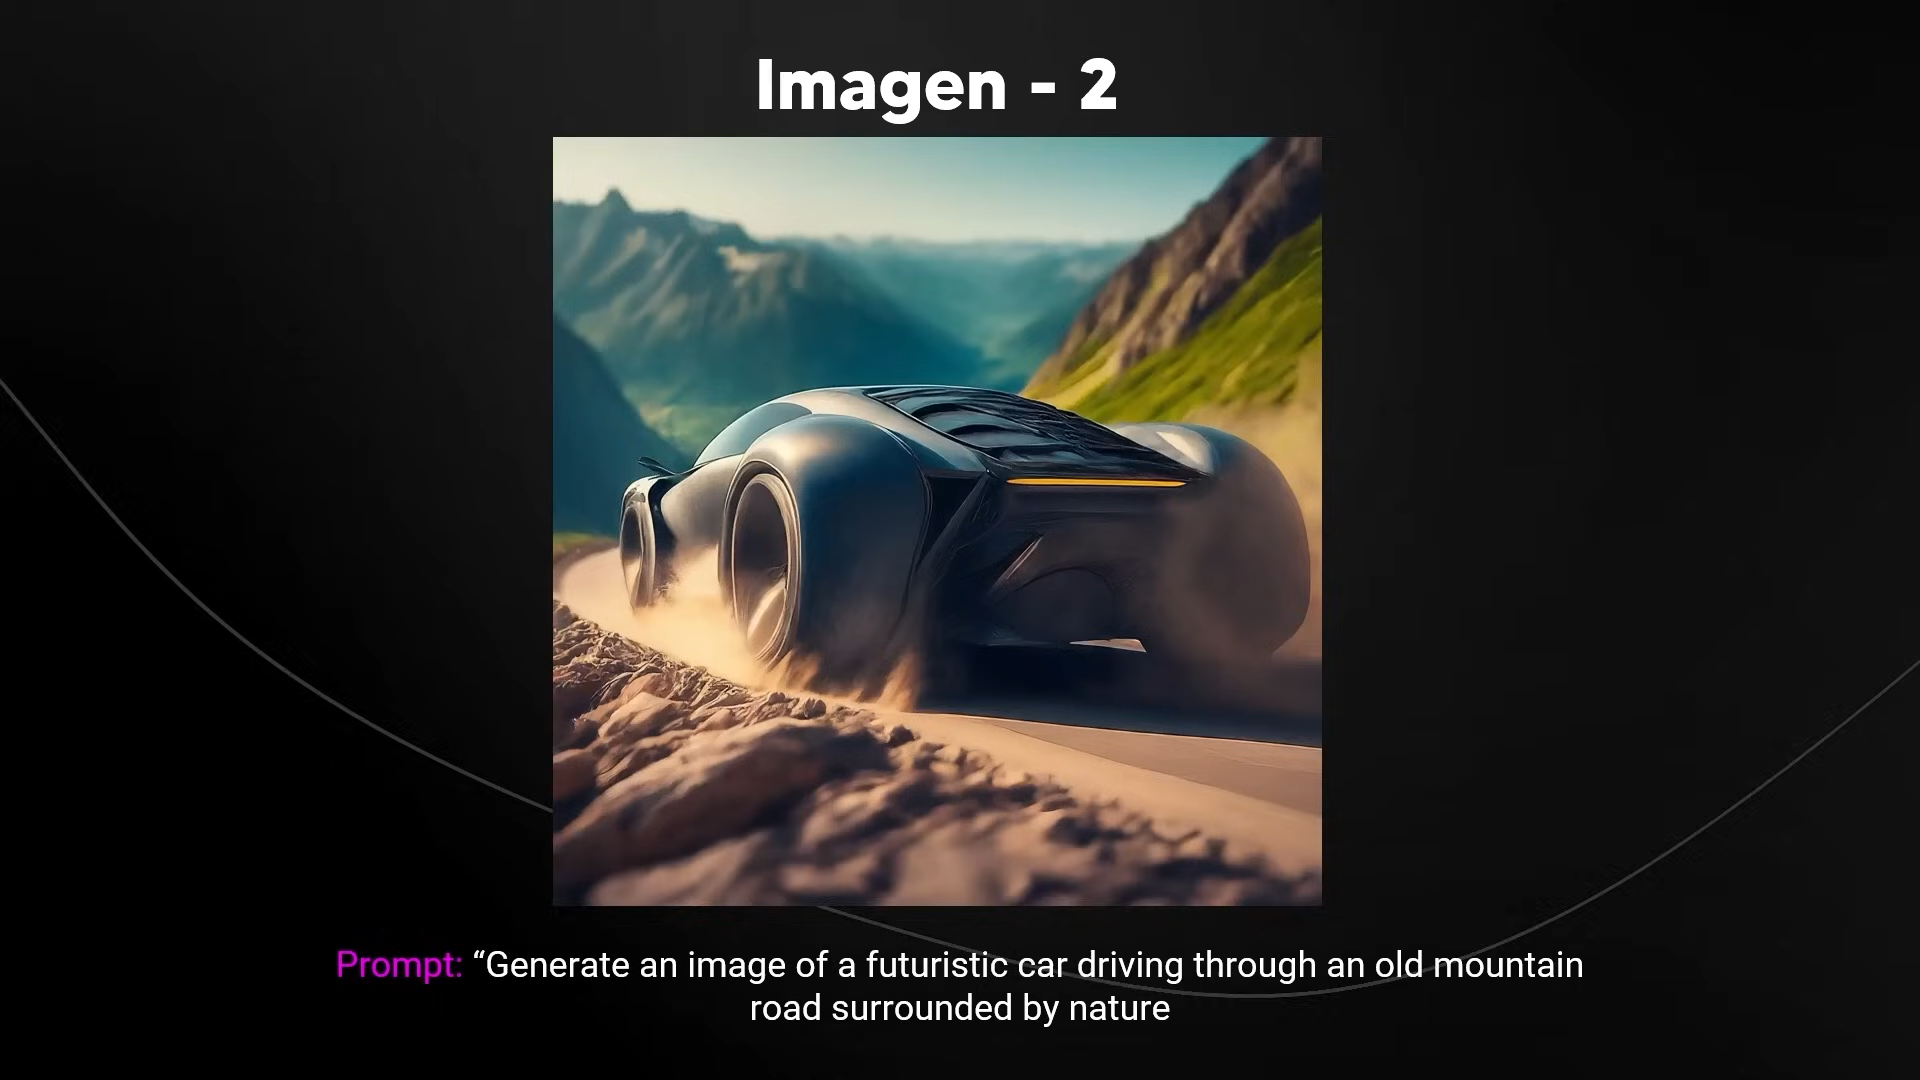 Imagen - 2
Prompt: “Generate an image of a futuristic car driving through an old mountain
road surrounded by nature